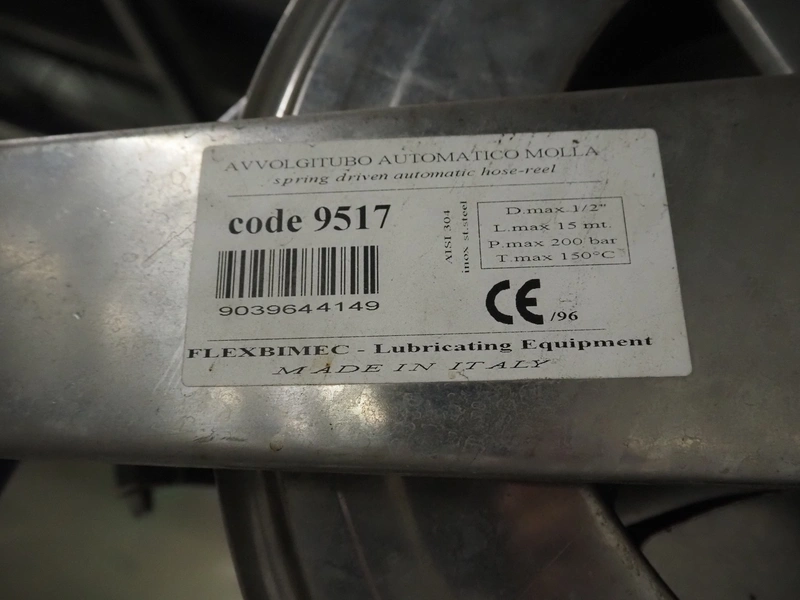 AVVOLGITUBO AUTOMATICO MOLLA
spring driven automatic hose-reel
code 9517
9039644149
AISI 304
inox st.steel
D.max 1/2"
L.max 15 mt.
P.max 200 bar
T.max 150°C
CE /96
FLEXBIMEC - Lubricating Equipment
MADE IN ITALY